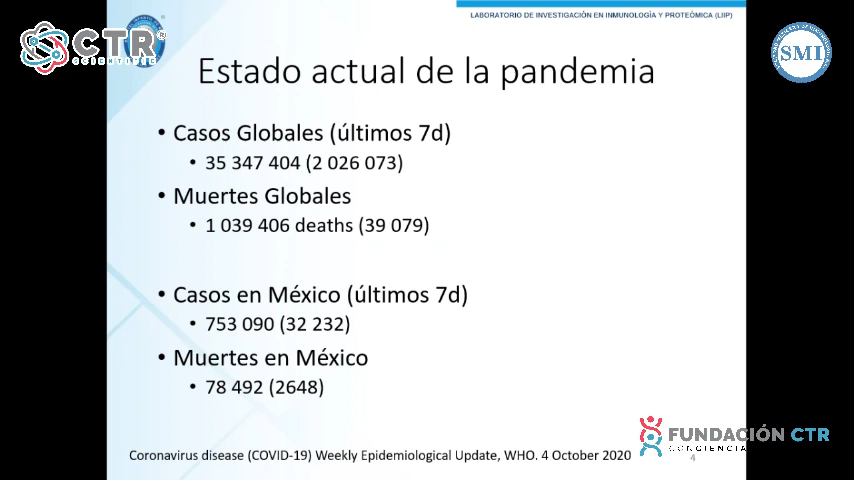 LABORATORIO DE INVESTIGACIÓN EN INMUNOLOGÍA Y PROTEÓMICA (LIIP)
CTR®
SCIENTIFIC
SMI
Estado actual de la pandemia
• Casos Globales (últimos 7d)
• 35 347 404 (2 026 073)
• Muertes Globales
• 1 039 406 deaths (39 079)
• Casos en México (últimos 7d)
• 753 090 (32 232)
• Muertes en México
• 78 492 (2648)
FUNDACIÓN CTR
CONCIENCIA
Coronavirus disease (COVID-19) Weekly Epidemiological Update, WHO. 4 October 2020
4